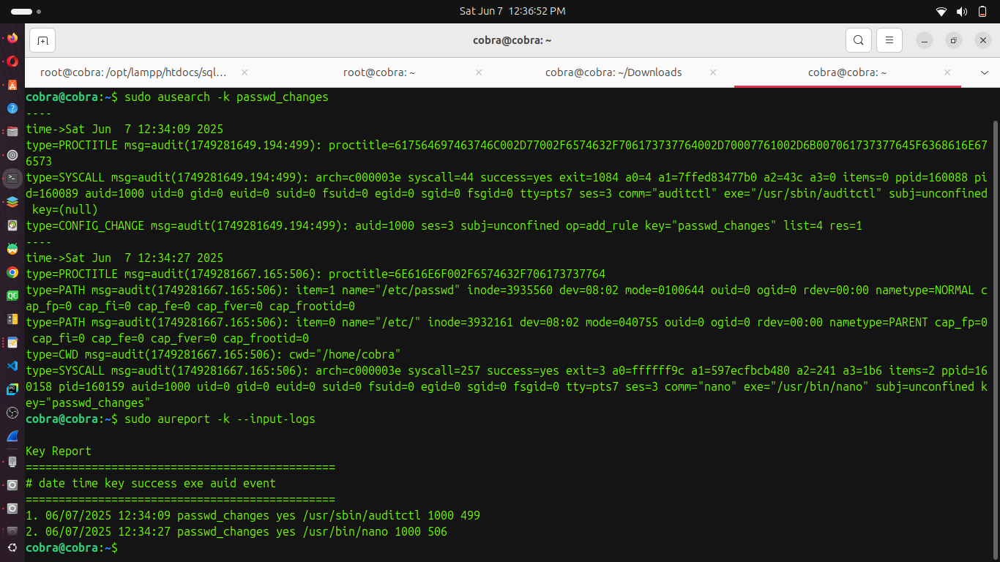 Sat Jun 7 12:36:52 PM
cobra@cobra: ~
root@cobra: /opt/lampp/htdocs/sql…
root@cobra: ~
cobra@cobra: ~/Downloads
cobra@cobra: ~
cobra@cobra:~$ sudo ausearch -k passwd_changes
----
time->Sat Jun  7 12:34:09 2025
type=PROCTITLE msg=audit(1749281649.194:499): proctitle=617564697463746C002D77002F6574632F706173737764002D70007761002D6B007061737377645F6368616E67
6573
type=SYSCALL msg=audit(1749281649.194:499): arch=c000003e syscall=44 success=yes exit=1084 a0=4 a1=7ffed83477b0 a2=43c a3=0 items=0 ppid=160088 pi
d=160089 auid=1000 uid=0 gid=0 euid=0 suid=0 fsuid=0 egid=0 sgid=0 fsgid=0 tty=pts7 ses=3 comm="auditctl" exe="/usr/sbin/auditctl" subj=unconfined
 key=(null)
type=CONFIG_CHANGE msg=audit(1749281649.194:499): auid=1000 ses=3 subj=unconfined op=add_rule key="passwd_changes" list=4 res=1
----
time->Sat Jun  7 12:34:27 2025
type=PROCTITLE msg=audit(1749281667.165:506): proctitle=6E616E6F002F6574632F706173737764
type=PATH msg=audit(1749281667.165:506): item=1 name="/etc/passwd" inode=3935560 dev=08:02 mode=0100644 ouid=0 ogid=0 rdev=00:00 nametype=NORMAL c
ap_fp=0 cap_fi=0 cap_fe=0 cap_fver=0 cap_frootid=0
type=PATH msg=audit(1749281667.165:506): item=0 name="/etc/" inode=3932161 dev=08:02 mode=040755 ouid=0 ogid=0 rdev=00:00 nametype=PARENT cap_fp=0
 cap_fi=0 cap_fe=0 cap_fver=0 cap_frootid=0
type=CWD msg=audit(1749281667.165:506): cwd="/home/cobra"
type=SYSCALL msg=audit(1749281667.165:506): arch=c000003e syscall=257 success=yes exit=3 a0=ffffff9c a1=597ecfbcb480 a2=241 a3=1b6 items=2 ppid=16
0158 pid=160159 auid=1000 uid=0 gid=0 euid=0 suid=0 fsuid=0 egid=0 sgid=0 fsgid=0 tty=pts7 ses=3 comm="nano" exe="/usr/bin/nano" subj=unconfined k
ey="passwd_changes"
cobra@cobra:~$ sudo aureport -k --input-logs
Key Report
===============================================
# date time key success exe auid event
===============================================
1. 06/07/2025 12:34:09 passwd_changes yes /usr/sbin/auditctl 1000 499
2. 06/07/2025 12:34:27 passwd_changes yes /usr/bin/nano 1000 506
cobra@cobra:~$